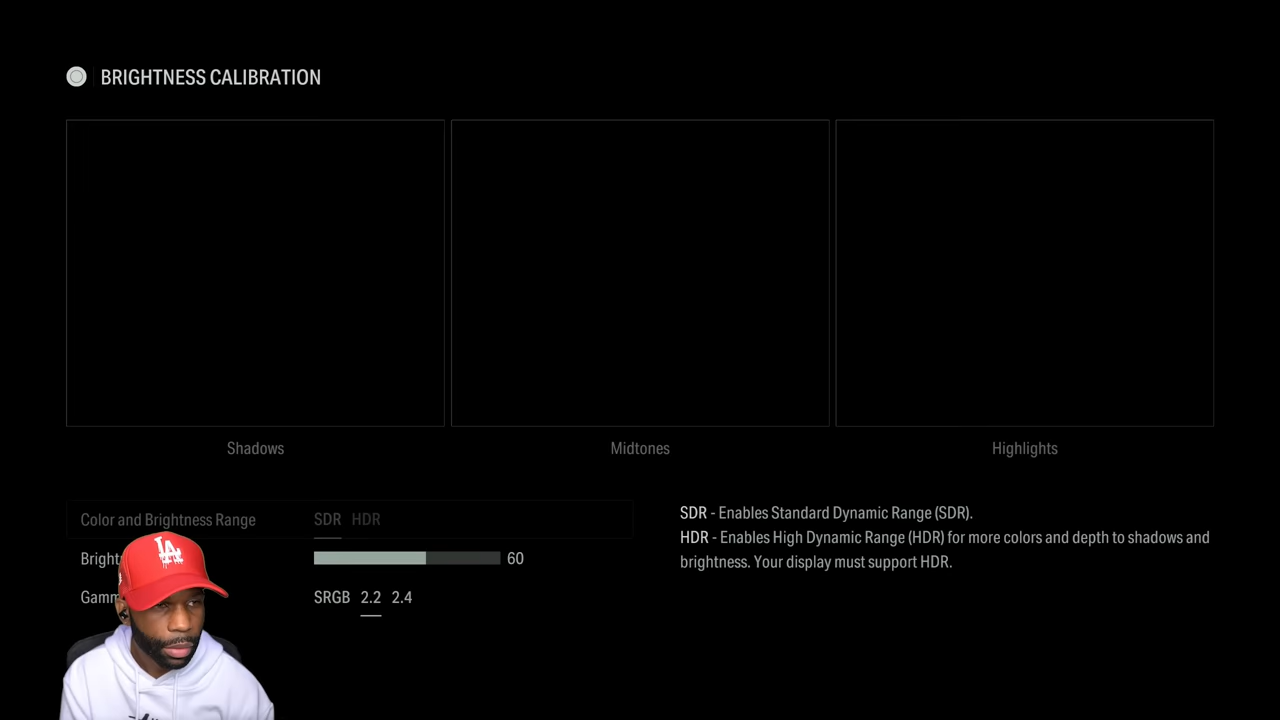 BRIGHTNESS CALIBRATION
Shadows
Midtones
Highlights
Color and Brightness Range SDR HDR
60
SRGB 2.2 2.4
SDR - Enables Standard Dynamic Range (SDR).
HDR - Enables High Dynamic Range (HDR) for more colors and depth to shadows and
brightness. Your display must support HDR.
LA